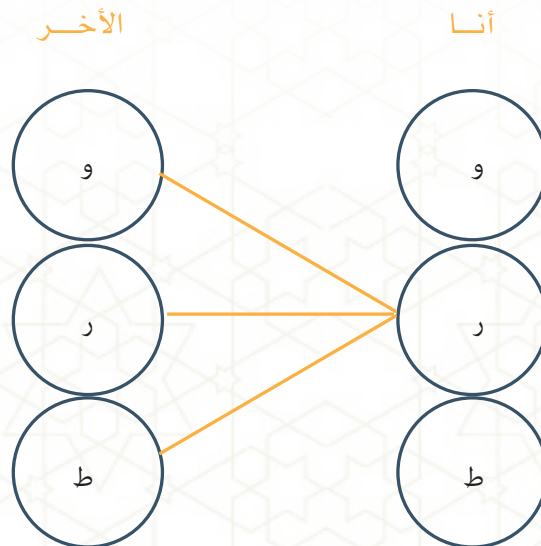 أنــا الأخــر
و و
ر ر
ط ط